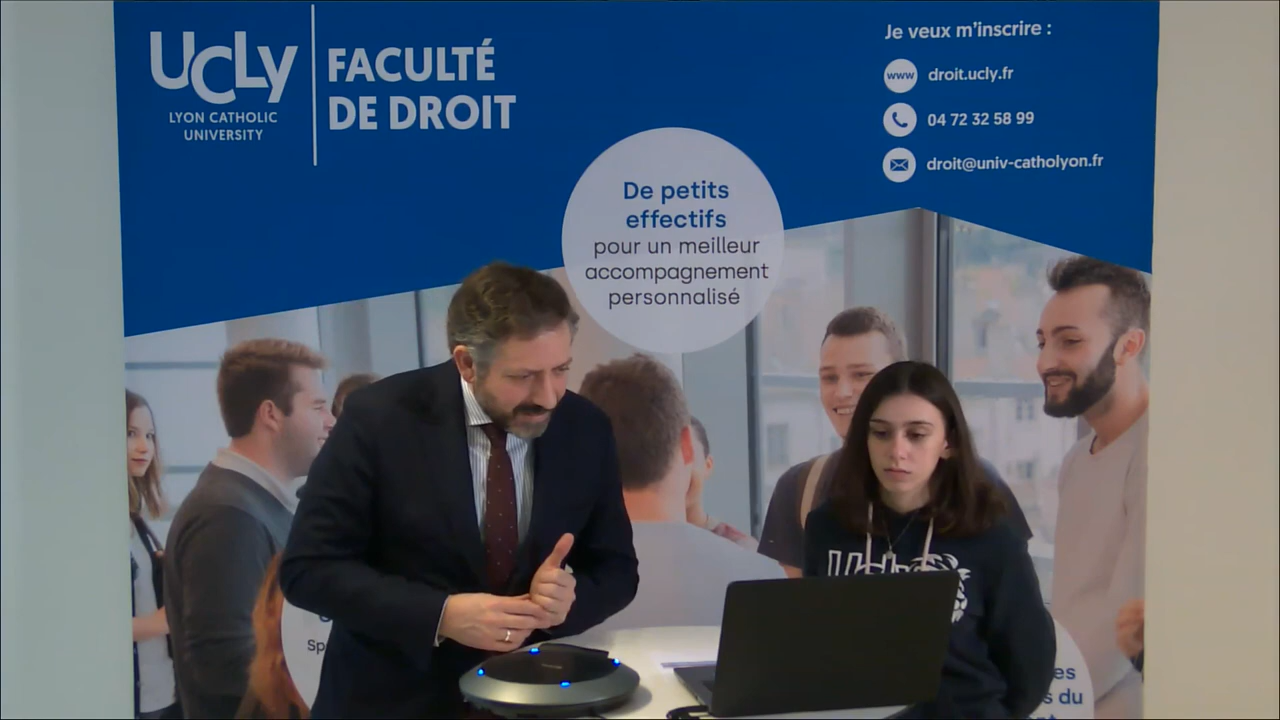 UCLy
LYON CATHOLIC
UNIVERSITY
FACULTÉ
DE DROIT
Je veux m'inscrire :
www droit.ucly.fr
04 72 32 58 99
droit@univ-catholyon.fr
De petits
effectifs
pour un meilleur
accompagnement
personnalisé